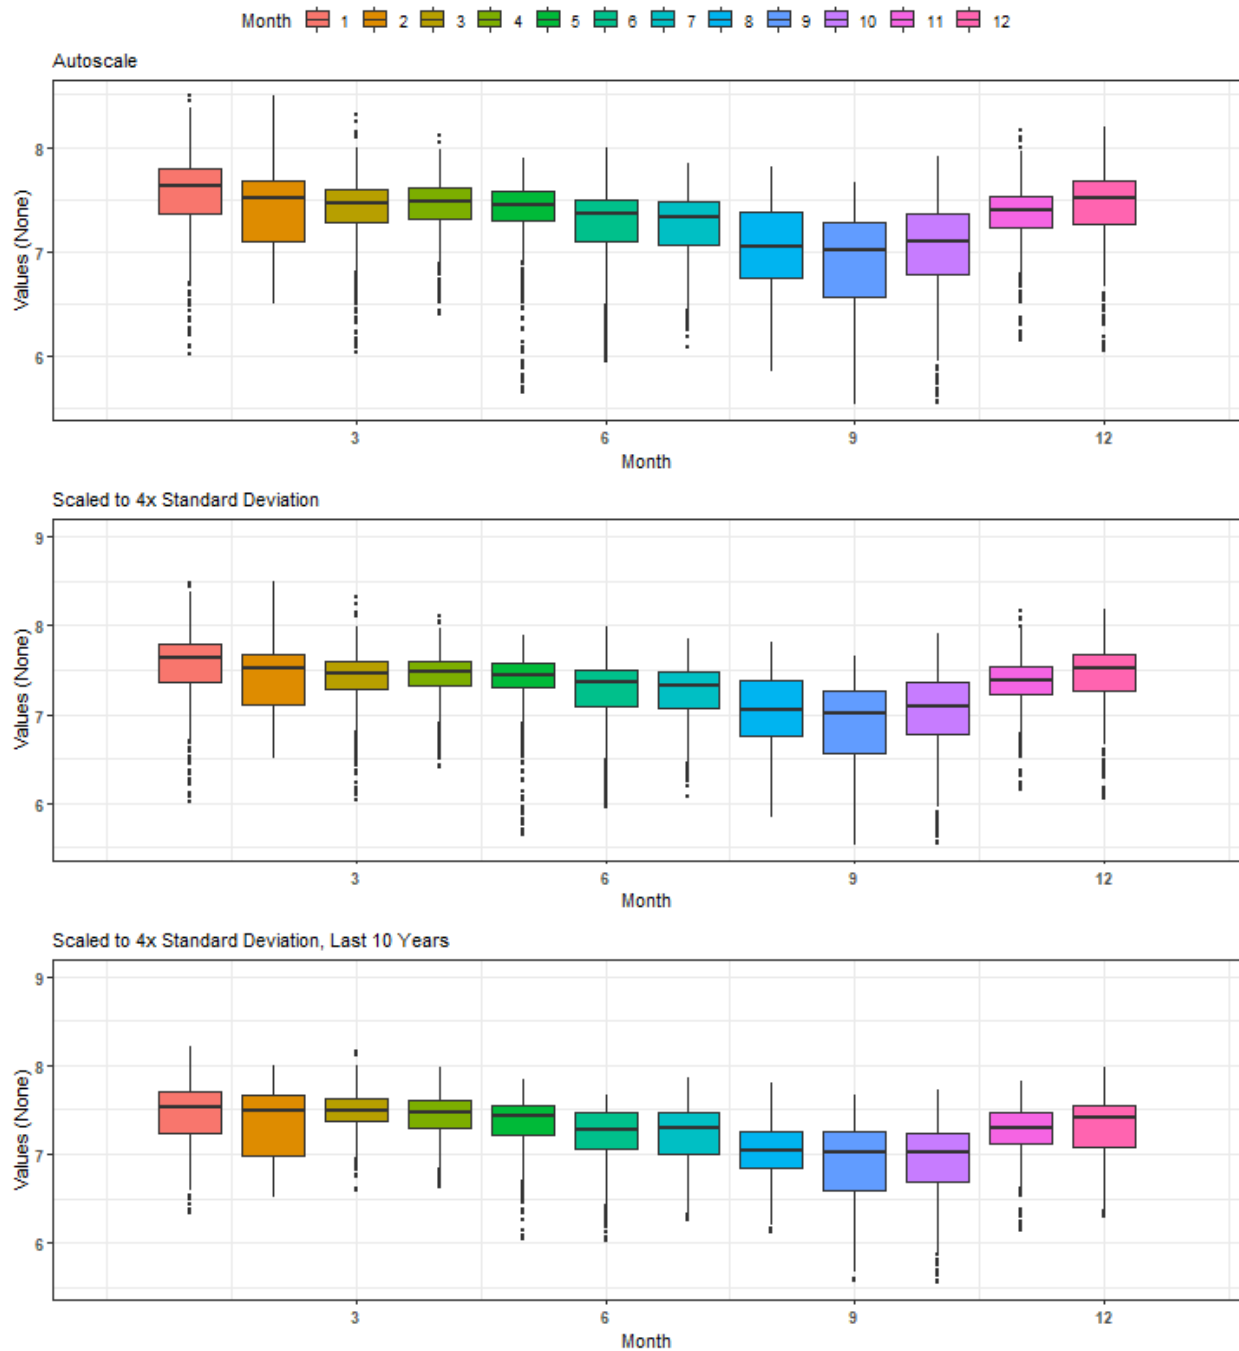 Month 1 2 3 4 5 6 7 8 9 10 11 12
Autoscale
Values (None)
8
7
6
3 6 9 12
Month
Scaled to 4x Standard Deviation
Values (None)
9
8
7
6
3 6 9 12
Month
Scaled to 4x Standard Deviation, Last 10 Years
Values (None)
9
8
7
6
3 6 9 12
Month